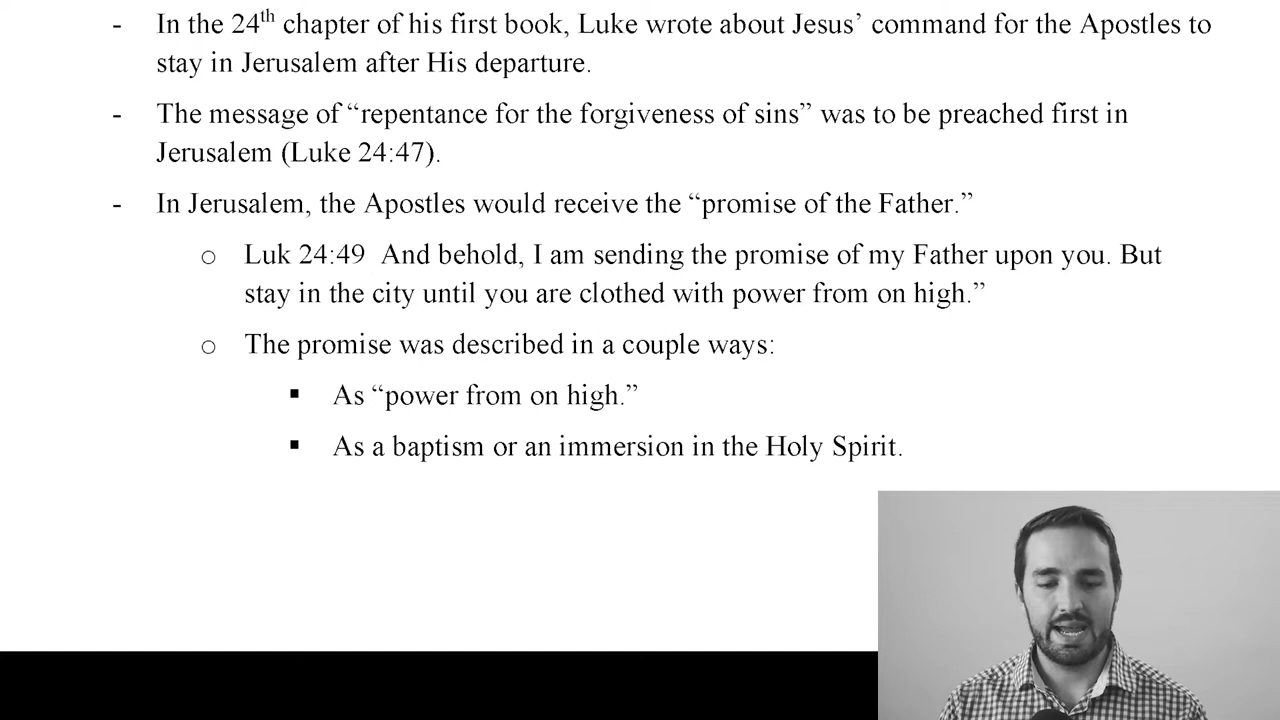 - In the 24th chapter of his first book, Luke wrote about Jesus’ command for the Apostles to
stay in Jerusalem after His departure.
- The message of “repentance for the forgiveness of sins” was to be preached first in
Jerusalem (Luke 24:47).
- In Jerusalem, the Apostles would receive the “promise of the Father.”
o Luk 24:49  And behold, I am sending the promise of my Father upon you. But
stay in the city until you are clothed with power from on high.”
o The promise was described in a couple ways:
▪ As “power from on high.”
▪ As a baptism or an immersion in the Holy Spirit.